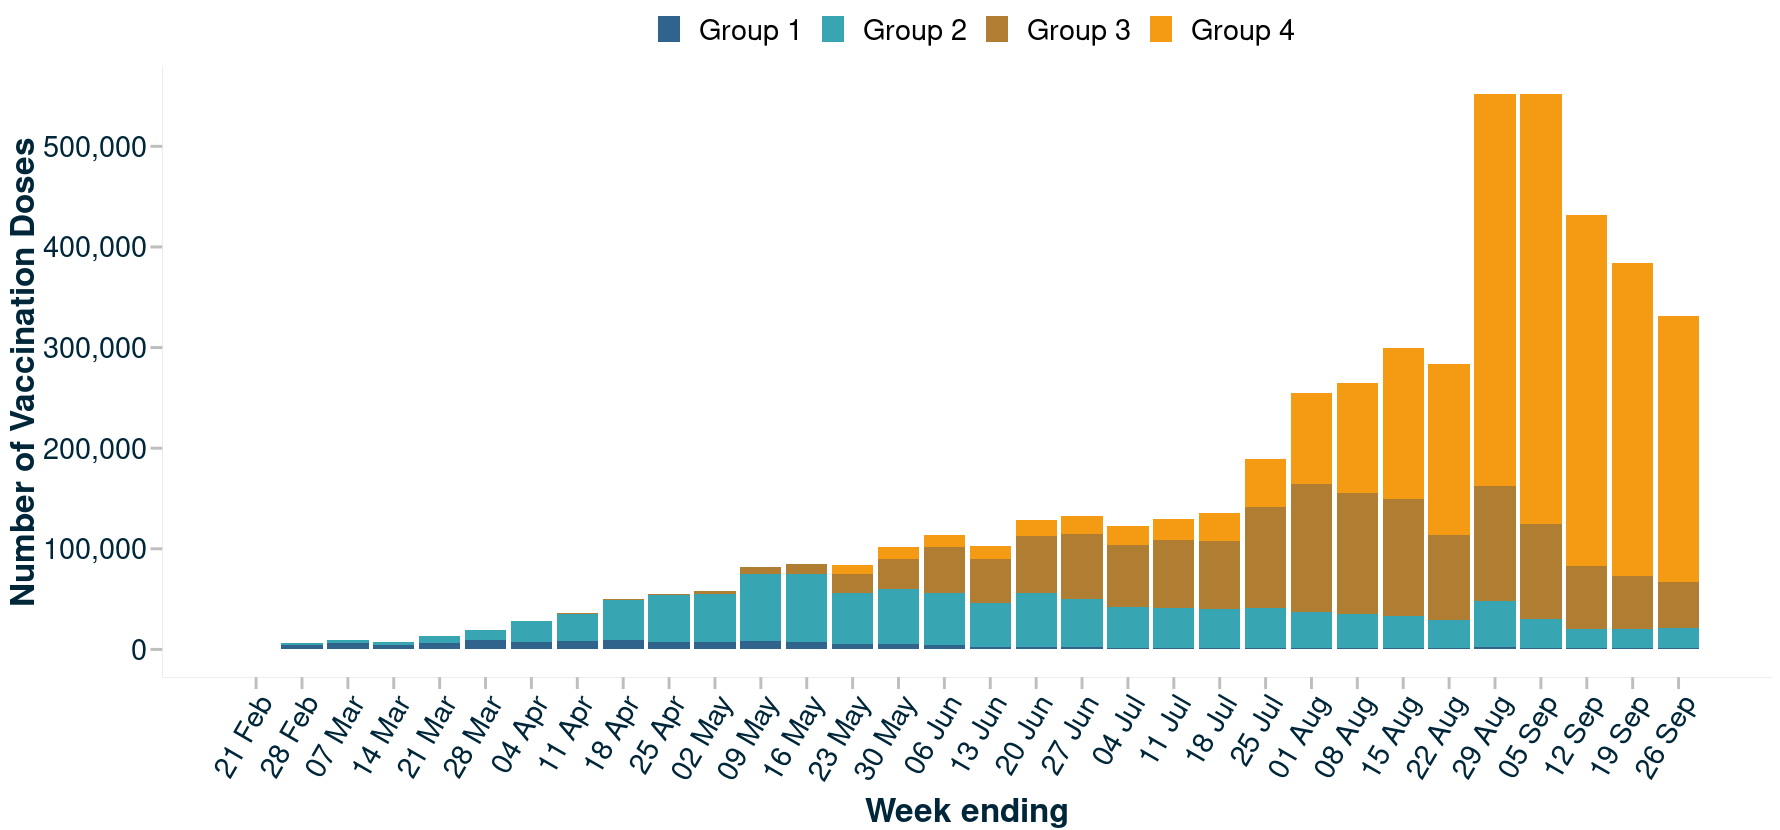 Group 1 Group 2 Group 3 Group 4
Number of Vaccination Doses
500,000
400,000
300,000
200,000
100,000
0
21 Feb
28 Feb
07 Mar
14 Mar
21 Mar
28 Mar
04 Apr
11 Apr
18 Apr
25 Apr
02 May
09 May
16 May
23 May
30 May
06 Jun
13 Jun
20 Jun
27 Jun
04 Jul
11 Jul
18 Jul
25 Jul
01 Aug
08 Aug
15 Aug
22 Aug
29 Aug
05 Sep
12 Sep
19 Sep
26 Sep
Week ending